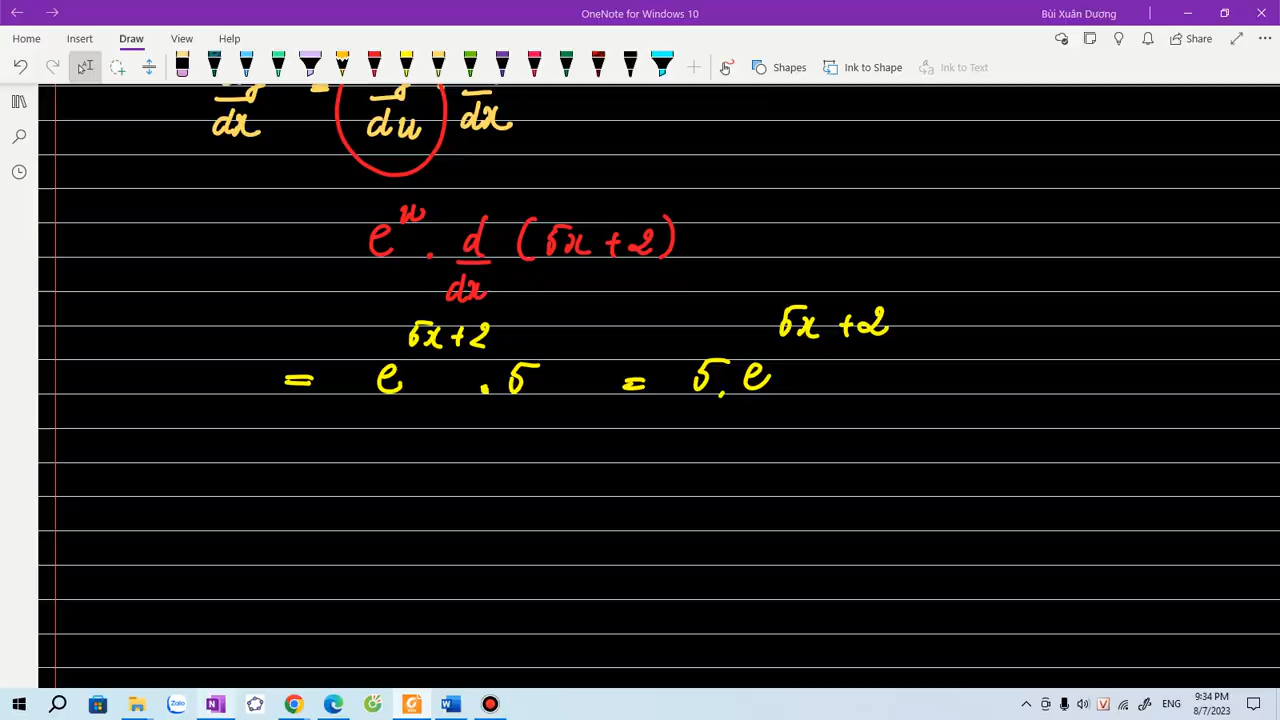 OneNote for Windows 10
Bùi Xuân Dương
Home Insert Draw View Help
Share
Shapes Ink to Shape Ink to Text
dx = du dx
e^u . d/dx (5x+2)
= e^5x+2 . 5 = 5.e^5x+2
Zalo
ENG
9:34 PM
8/7/2023